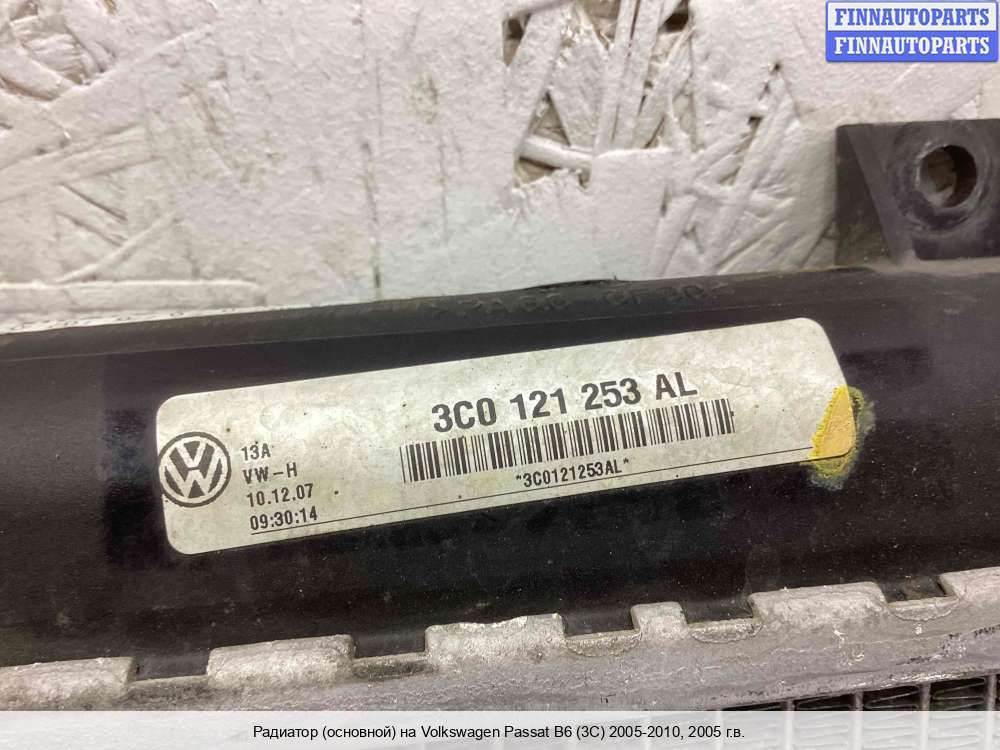 FINNAUTOPARTS
FINNAUTOPARTS
3C0 121 253 AL
13A
VW-H
10.12.07
09:30:14
*3C0121253AL*
Радиатор (основной) на Volkswagen Passat B6 (3C) 2005-2010, 2005 г.в.